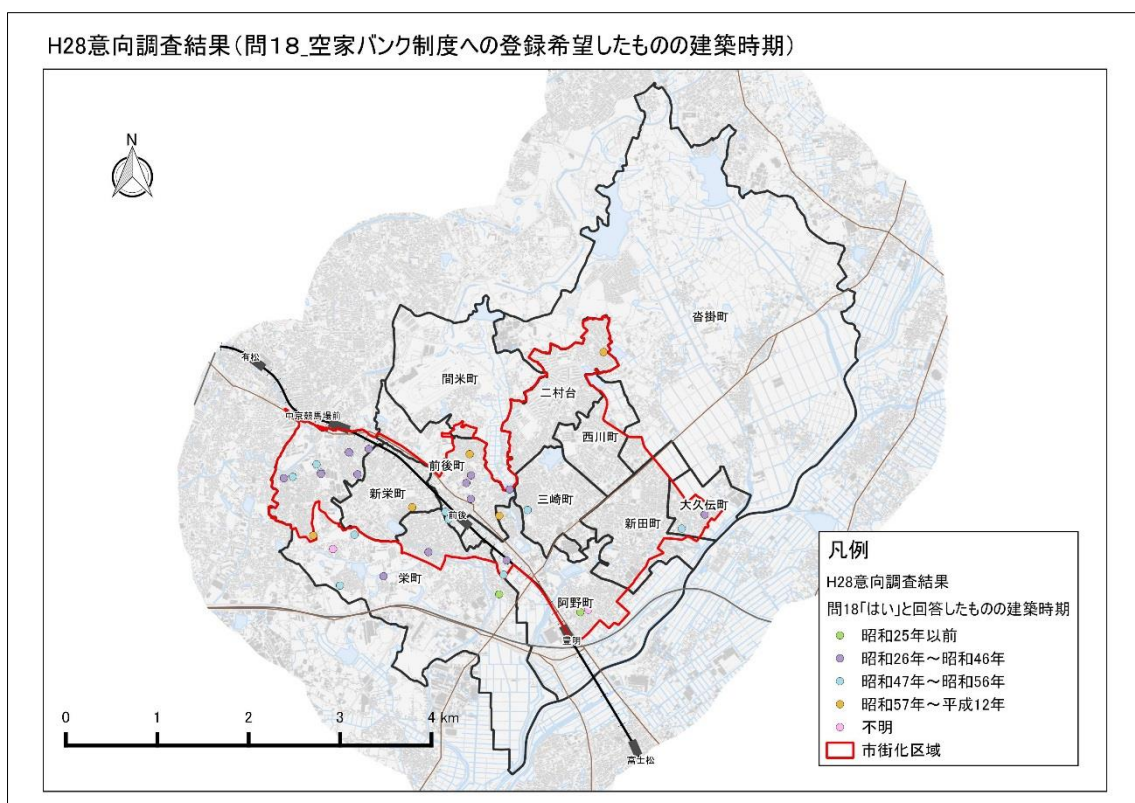 H28意向調査結果（問１８_空家バンク制度への登録希望したものの建築時期）
N
沓掛町
有松
間米町
二村台
中京競馬場前
西川町
前後町
新栄町
三崎町
大久伝町
前後
新田町
栄町
阿野町
豊明
富士松
0 1 2 3 4 km
凡例
H28意向調査結果
問18「はい」と回答したものの建築時期
昭和25年以前
昭和26年～昭和46年
昭和47年～昭和56年
昭和57年～平成12年
不明
市街化区域